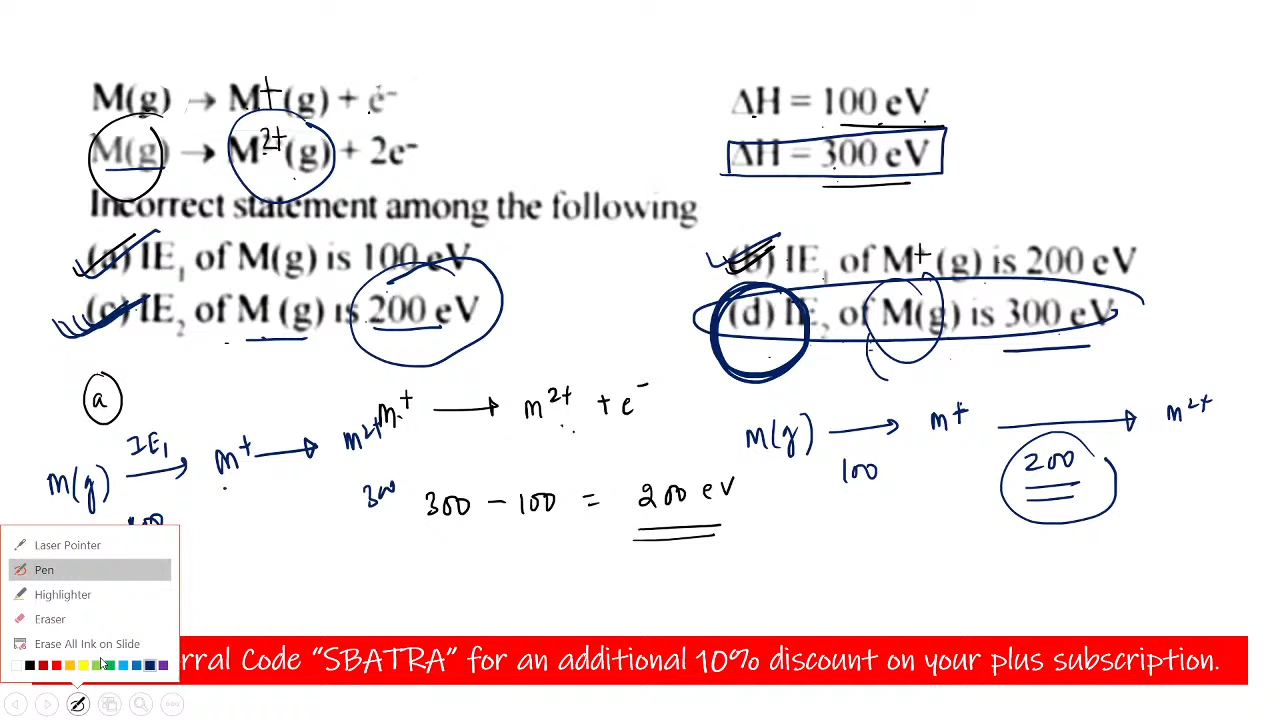 M(g) → M+(g) + e⁻ ΔH = 100 eV
M(g) → M²⁺(g) + 2e⁻ ΔH = 300 eV
Incorrect statement among the following
(a) IE₁ of M(g) is 100 eV (b) IE₁ of M+(g) is 200 eV
(c) IE₂ of M (g) is 200 eV (d) IE₂ of M(g) is 300 eV
(a) m⁺ → m²⁺ + e⁻
M(g) IE₁ → m⁺ → m²⁺ M(g) → m⁺ → m²⁺
300 100 200
300 - 100 = 200 eV
Laser Pointer
Pen
Highlighter
Eraser
Erase All Ink on Slide
rral Code "SBATRA" for an additional 10% discount on your plus subscription.